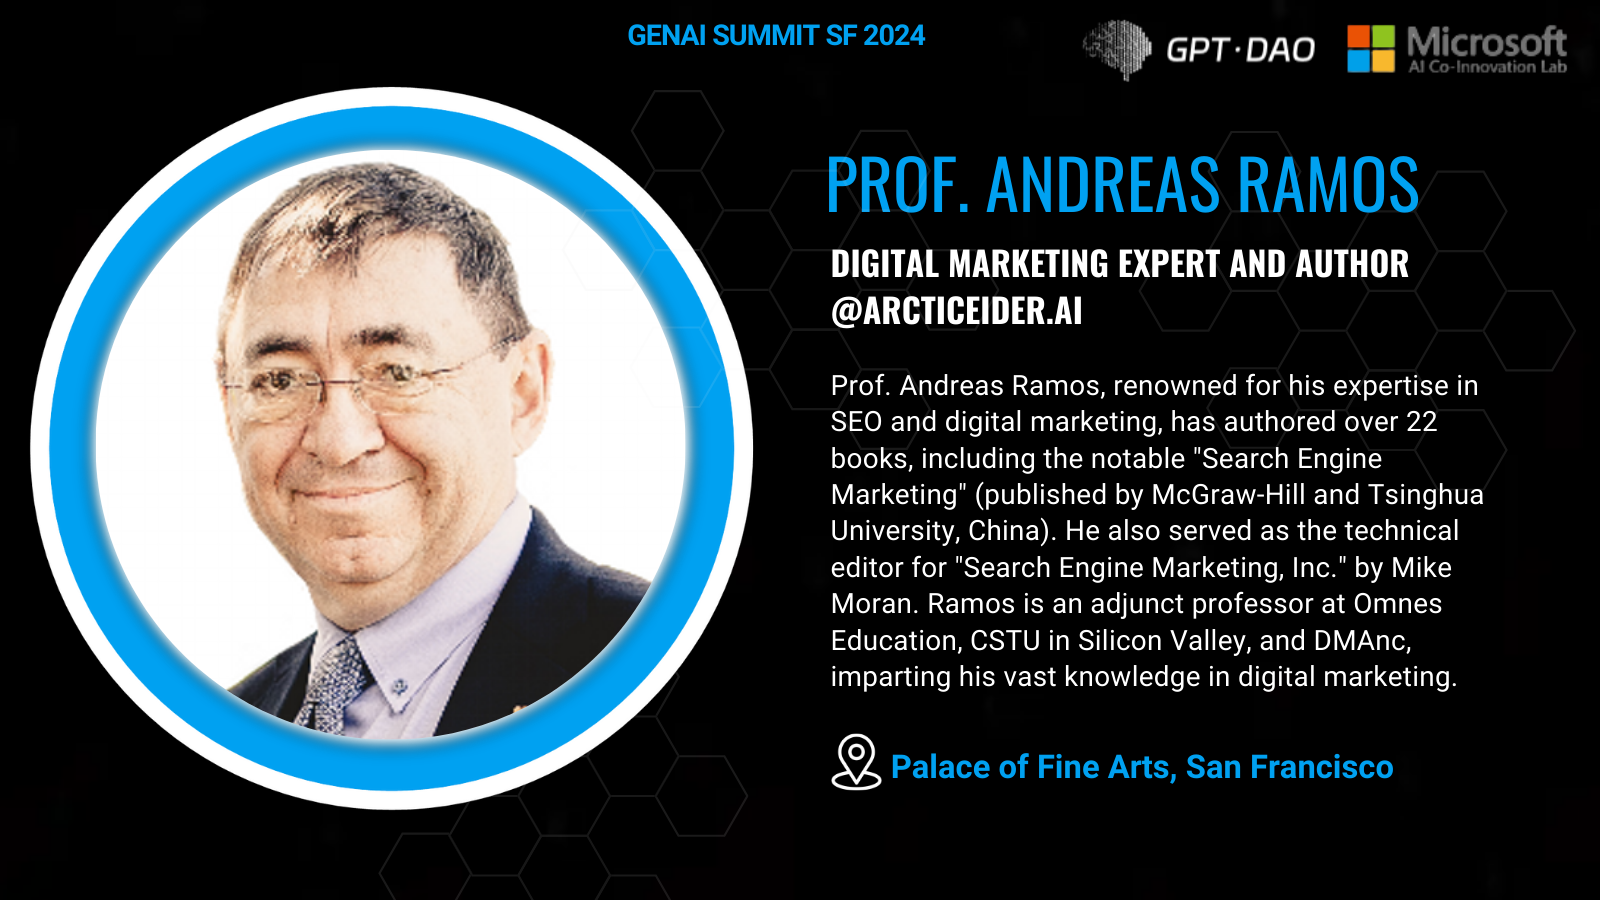 GENAI SUMMIT SF 2024
GPT·DAO
Microsoft
AI Co-Innovation Lab
PROF. ANDREAS RAMOS
DIGITAL MARKETING EXPERT AND AUTHOR
@ARCTICEIDER.AI
Prof. Andreas Ramos, renowned for his expertise in
SEO and digital marketing, has authored over 22
books, including the notable "Search Engine
Marketing" (published by McGraw-Hill and Tsinghua
University, China). He also served as the technical
editor for "Search Engine Marketing, Inc." by Mike
Moran. Ramos is an adjunct professor at Omnes
Education, CSTU in Silicon Valley, and DMAnc,
imparting his vast knowledge in digital marketing.
Palace of Fine Arts, San Francisco